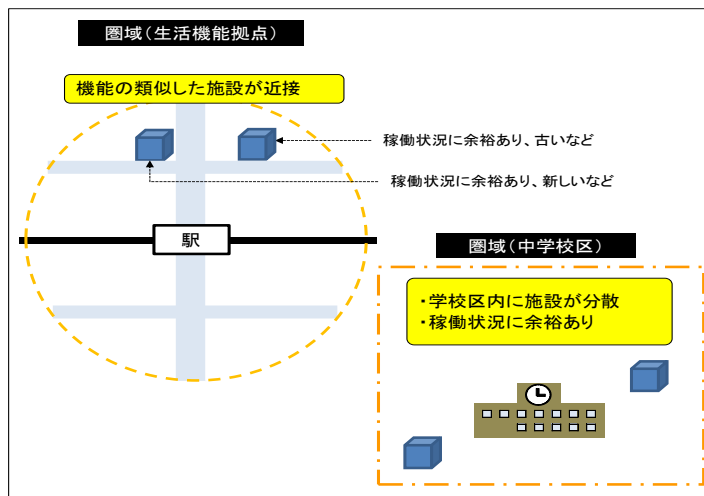 圏域（生活機能拠点）
機能の類似した施設が近接
稼働状況に余裕あり、古いなど
稼働状況に余裕あり、新しいなど
駅
圏域（中学校区）
・学校区内に施設が分散
・稼働状況に余裕あり